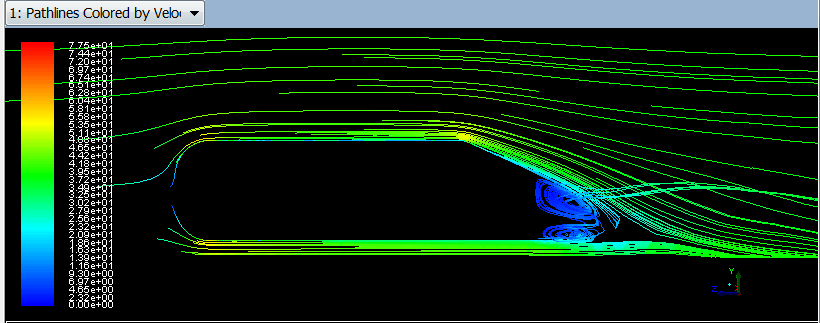 1: Pathlines Colored by Velo
7.75e+01
7.44e+01
7.20e+01
6.97e+01
6.74e+01
6.51e+01
6.28e+01
6.04e+01
5.81e+01
5.58e+01
5.35e+01
5.11e+01
4.88e+01
4.65e+01
4.42e+01
4.18e+01
3.95e+01
3.72e+01
3.49e+01
3.25e+01
3.02e+01
2.79e+01
2.56e+01
2.32e+01
2.09e+01
1.86e+01
1.63e+01
1.39e+01
1.16e+01
9.30e+00
6.97e+00
4.65e+00
2.32e+00
0.00e+00
Y
Z